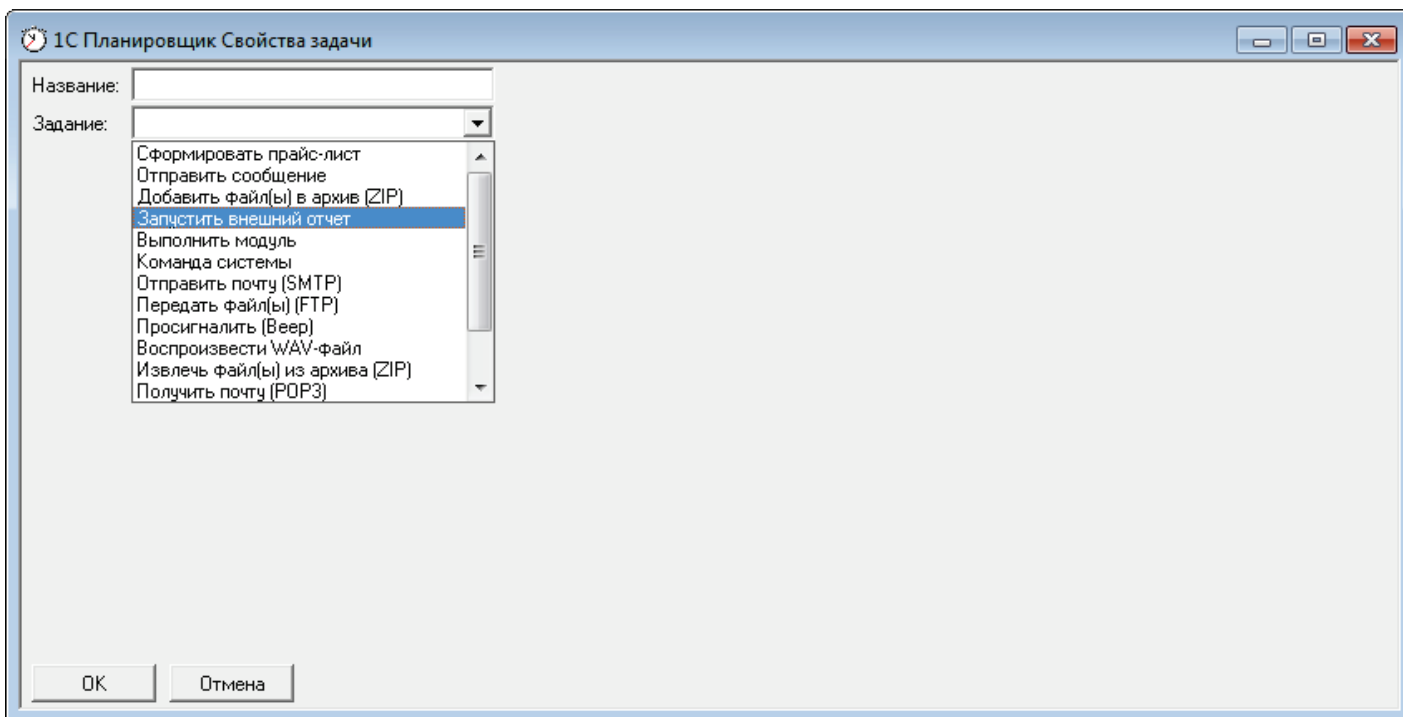 1С Планировщик Свойства задачи
Название:
Задание:
Сформировать прайс-лист
Отправить сообщение
Добавить файл(ы) в архив (ZIP)
Запустить внешний отчет
Выполнить модуль
Команда системы
Отправить почту (SMTP)
Передать файл(ы) (FTP)
Просигналить (Beep)
Воспроизвести WAV-файл
Извлечь файл(ы) из архива (ZIP)
Получить почту (POP3)
OK Отмена